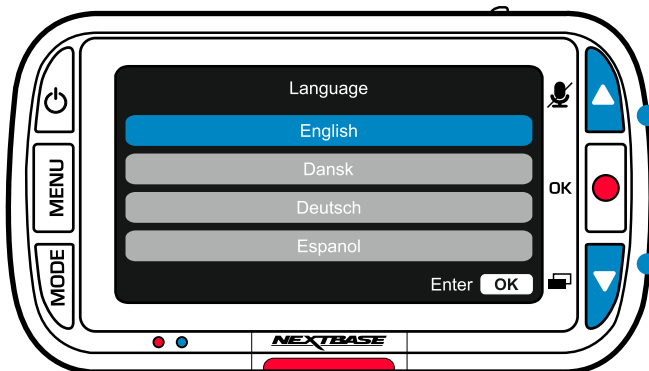 Language
English
Dansk
MENU
OK
Deutsch
Espanol
MODE
Enter OK
NEXTBASE